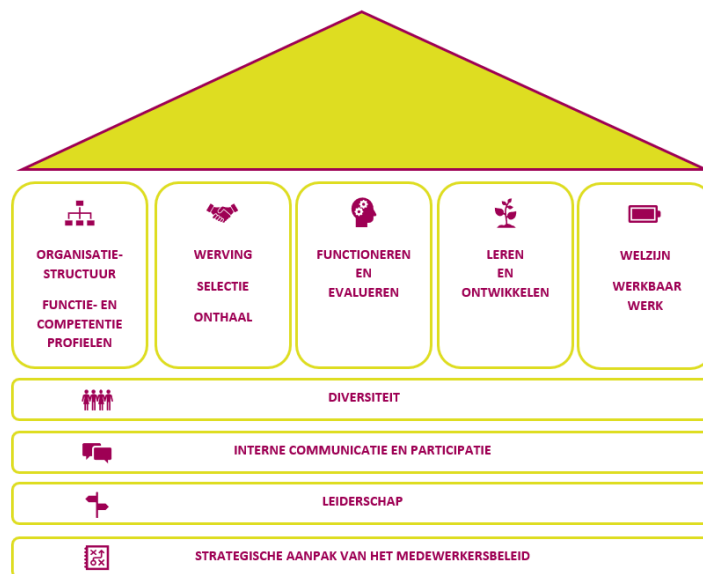 ORGANISATIE-
STRUCTUUR
FUNCTIE- EN
COMPETENTIE
PROFIELEN
WERVING
SELECTIE
ONTHAAL
FUNCTIONEREN
EN
EVALUEREN
LEREN
EN
ONTWIKKELEN
WELZIJN
WERKBAAR
WERK
DIVERSITEIT
INTERNE COMMUNICATIE EN PARTICIPATIE
LEIDERSCHAP
STRATEGISCHE AANPAK VAN HET MEDEWERKERSBELEID